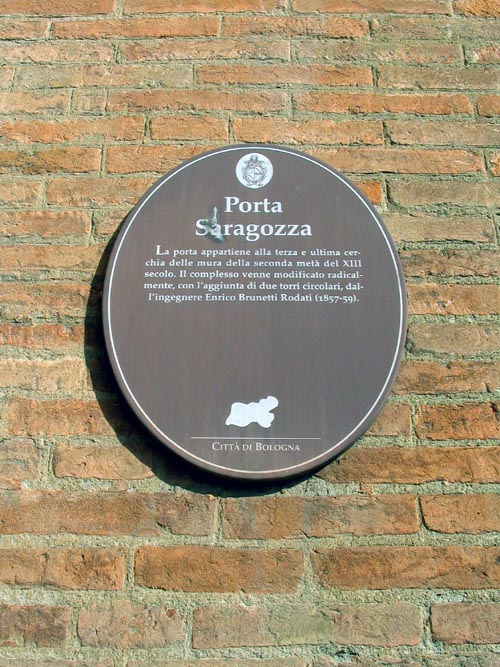 Porta
Saragozza
La porta appartiene alla terza e ultima cer-
chia delle mura della seconda metà del XIII
secolo. Il complesso venne modificato radical-
mente, con l'aggiunta di due torri circolari, dal-
l'ingegnere Enrico Brunetti Rodati (1857-59).
Città di Bologna